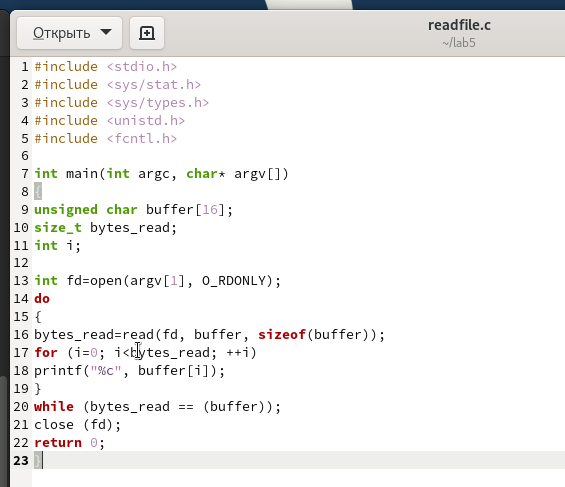 Открыть
readfile.c
~/lab5
1 #include <stdio.h>
2 #include <sys/stat.h>
3 #include <sys/types.h>
4 #include <unistd.h>
5 #include <fcntl.h>
6
7 int main(int argc, char* argv[])
8 {
9 unsigned char buffer[16];
10 size_t bytes_read;
11 int i;
12
13 int fd=open(argv[1], O_RDONLY);
14 do
15 {
16 bytes_read=read(fd, buffer, sizeof(buffer));
17 for (i=0; i<bytes_read; ++i)
18 printf("%c", buffer[i]);
19 }
20 while (bytes_read == (buffer));
21 close (fd);
22 return 0;
23 }